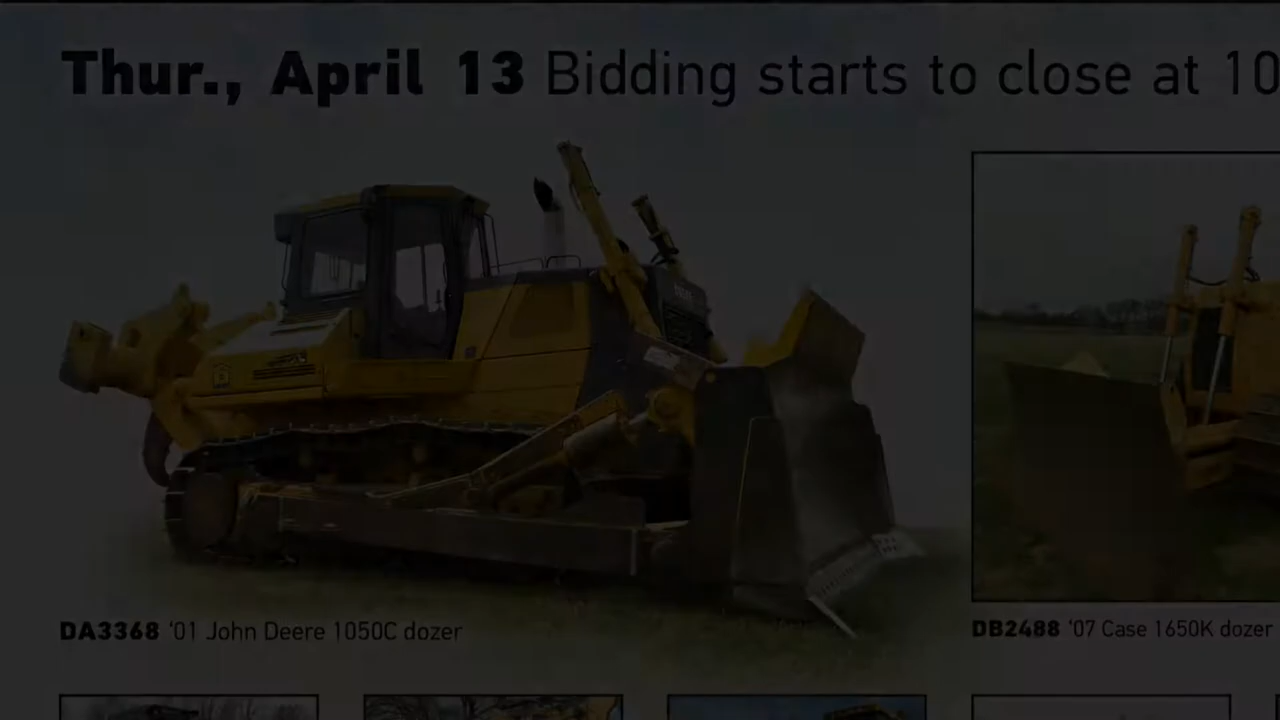 Thur., April 13 Bidding starts to close at 10
DA3368 '01 John Deere 1050C dozer
DB2488 '07 Case 1650K dozer